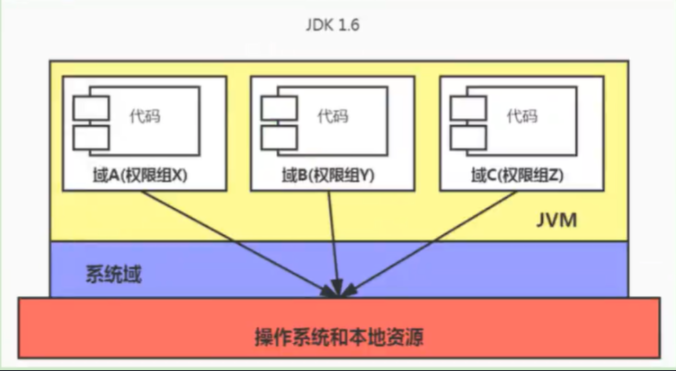 JDK 1.6
代码
代码
代码
域A(权限组X)
域B(权限组Y)
域C(权限组Z)
JVM
系统域
操作系统和本地资源